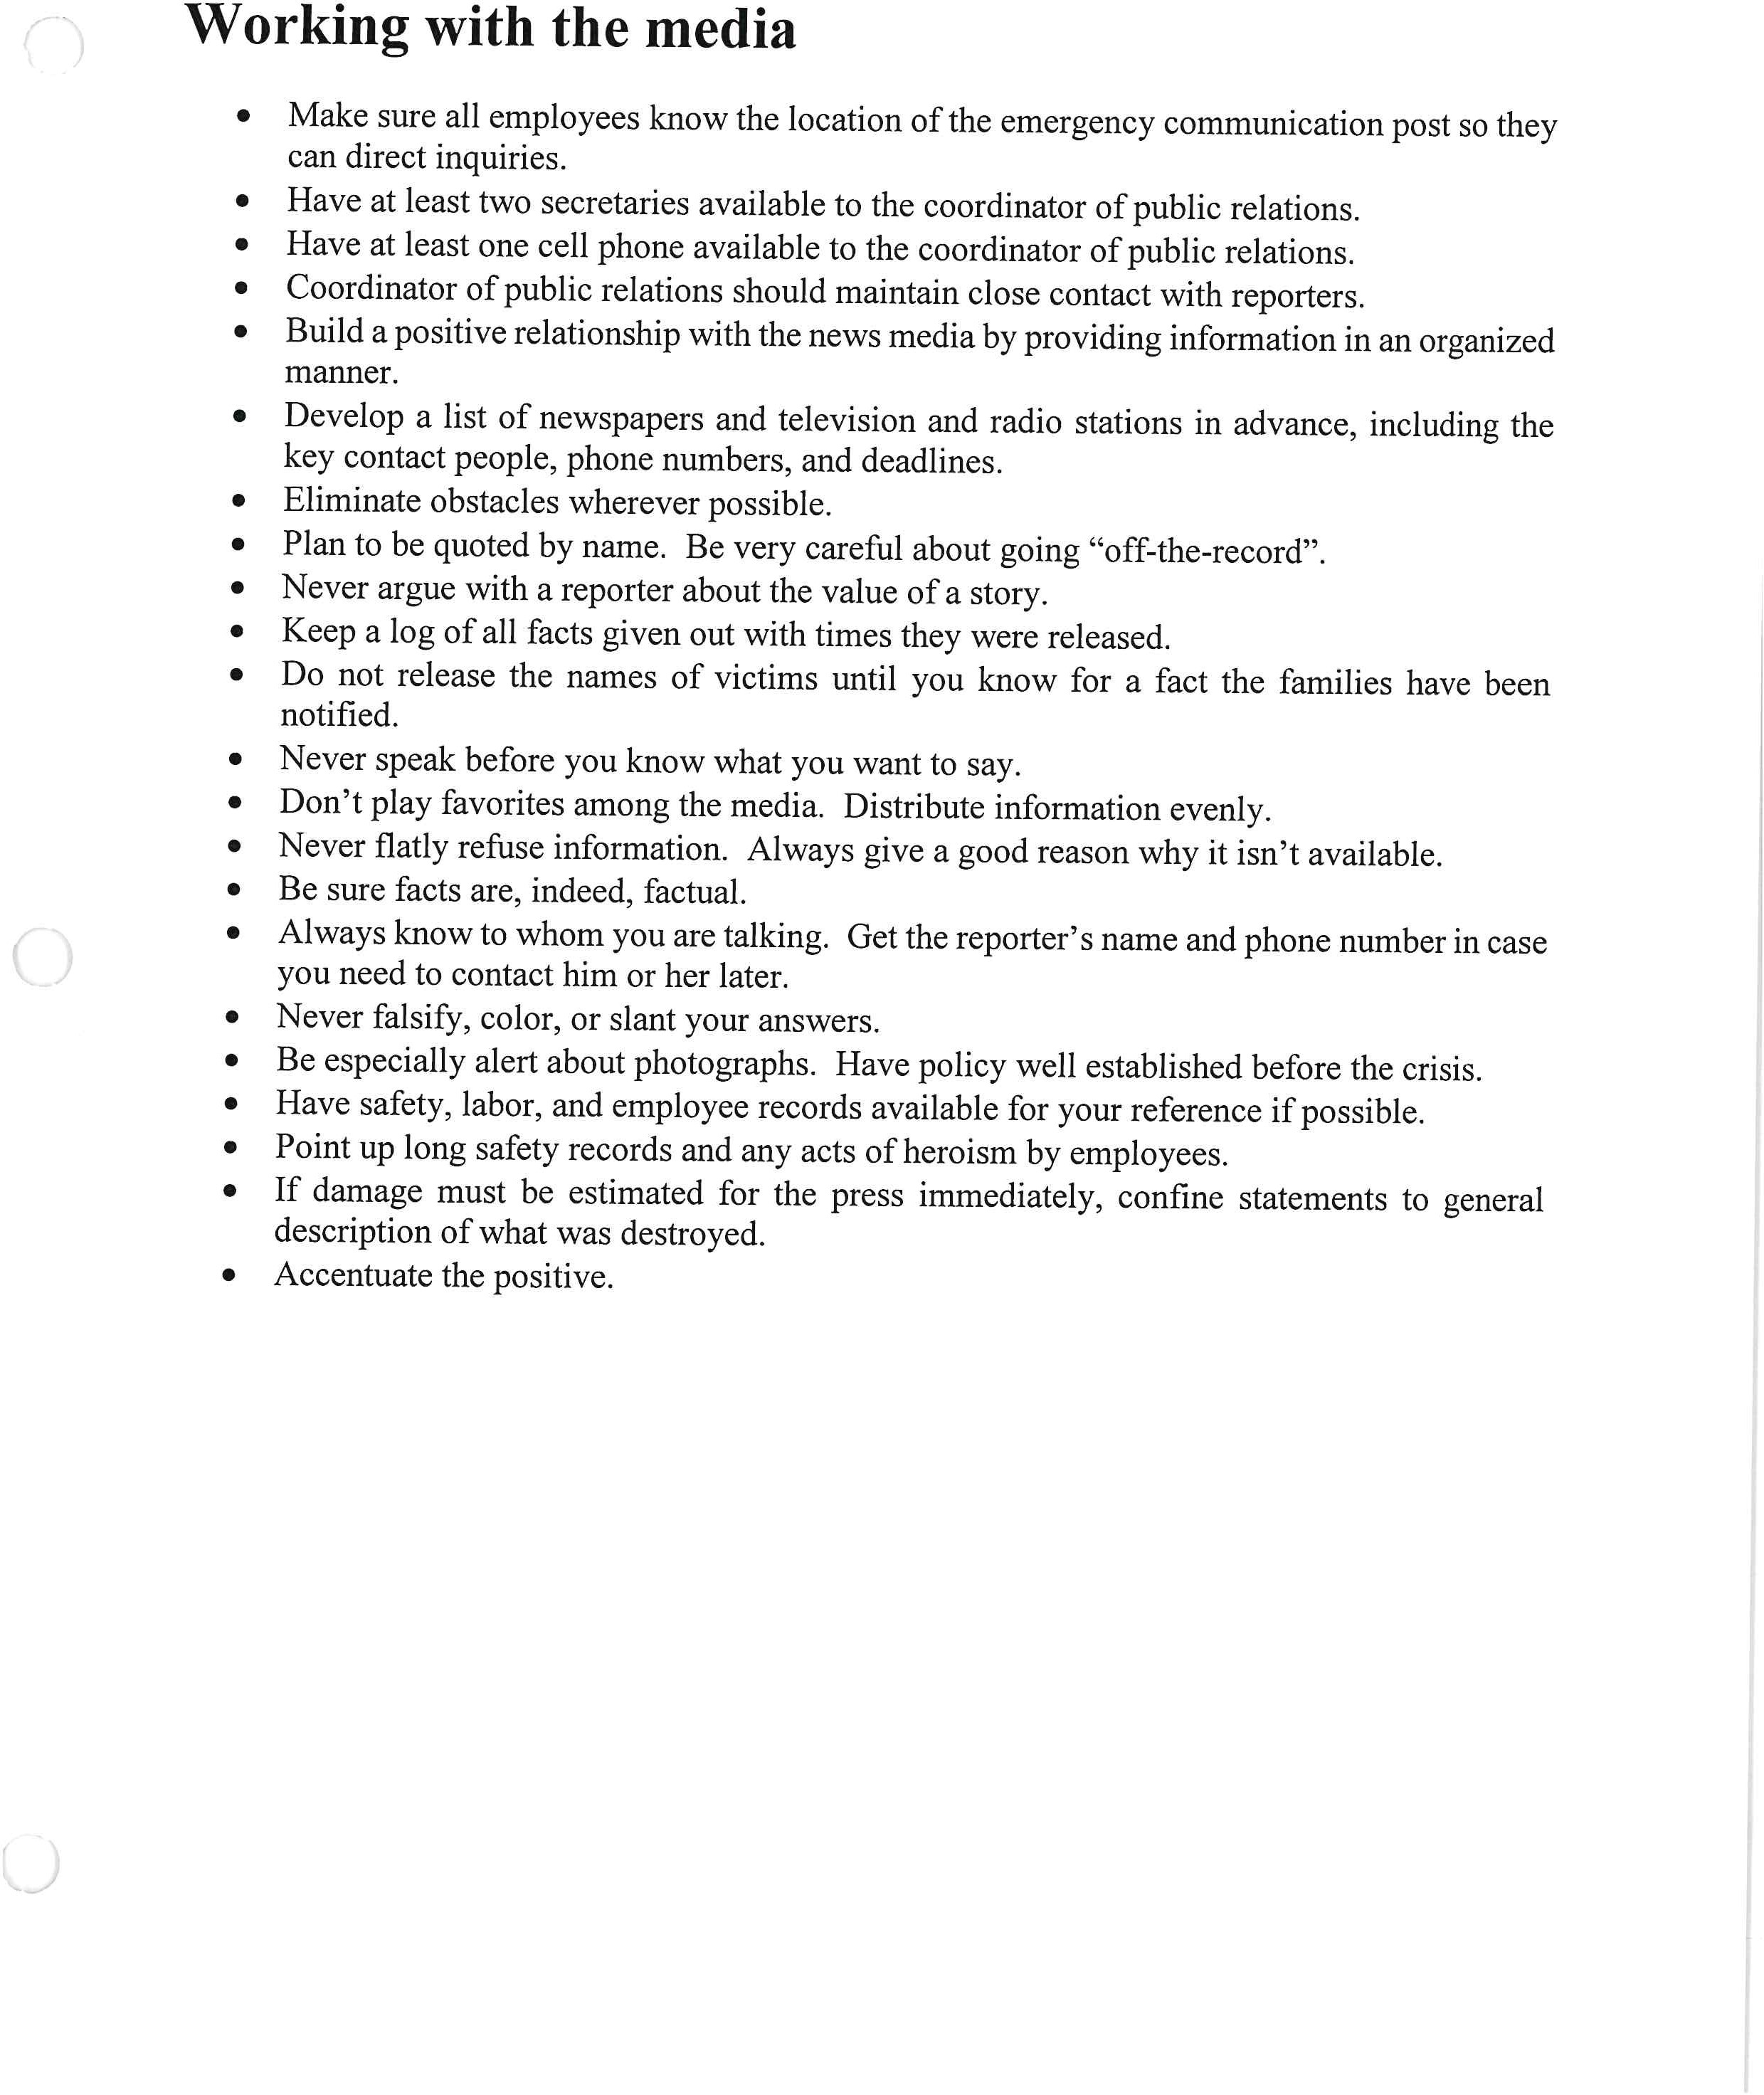 Working with the media
• Make sure all employees know the location of the emergency communication post so they
can direct inquiries.
• Have at least two secretaries available to the coordinator of public relations.
• Have at least one cell phone available to the coordinator of public relations.
• Coordinator of public relations should maintain close contact with reporters.
• Build a positive relationship with the news media by providing information in an organized
manner.
• Develop a list of newspapers and television and radio stations in advance, including the
key contact people, phone numbers, and deadlines.
• Eliminate obstacles wherever possible.
• Plan to be quoted by name.  Be very careful about going “off-the-record”.
• Never argue with a reporter about the value of a story.
• Keep a log of all facts given out with times they were released.
• Do not release the names of victims until you know for a fact the families have been
notified.
• Never speak before you know what you want to say.
• Don’t play favorites among the media.  Distribute information evenly.
• Never flatly refuse information.  Always give a good reason why it isn’t available.
• Be sure facts are, indeed, factual.
• Always know to whom you are talking.  Get the reporter’s name and phone number in case
you need to contact him or her later.
• Never falsify, color, or slant your answers.
• Be especially alert about photographs.  Have policy well established before the crisis.
• Have safety, labor, and employee records available for your reference if possible.
• Point up long safety records and any acts of heroism by employees.
• If damage must be estimated for the press immediately, confine statements to general
description of what was destroyed.
• Accentuate the positive.